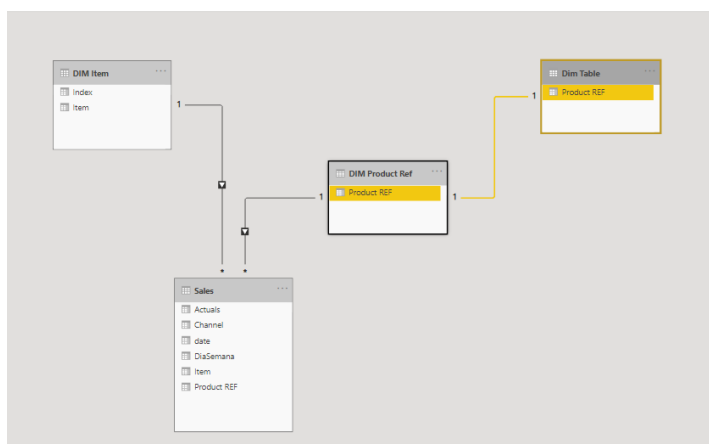 DIM Item
...
Index
Item
1
Dim Table
...
Product REF
1
DIM Product Ref
...
Product REF
1
1
*
*
Sales
...
Actuals
Channel
date
DiaSemana
Item
Product REF